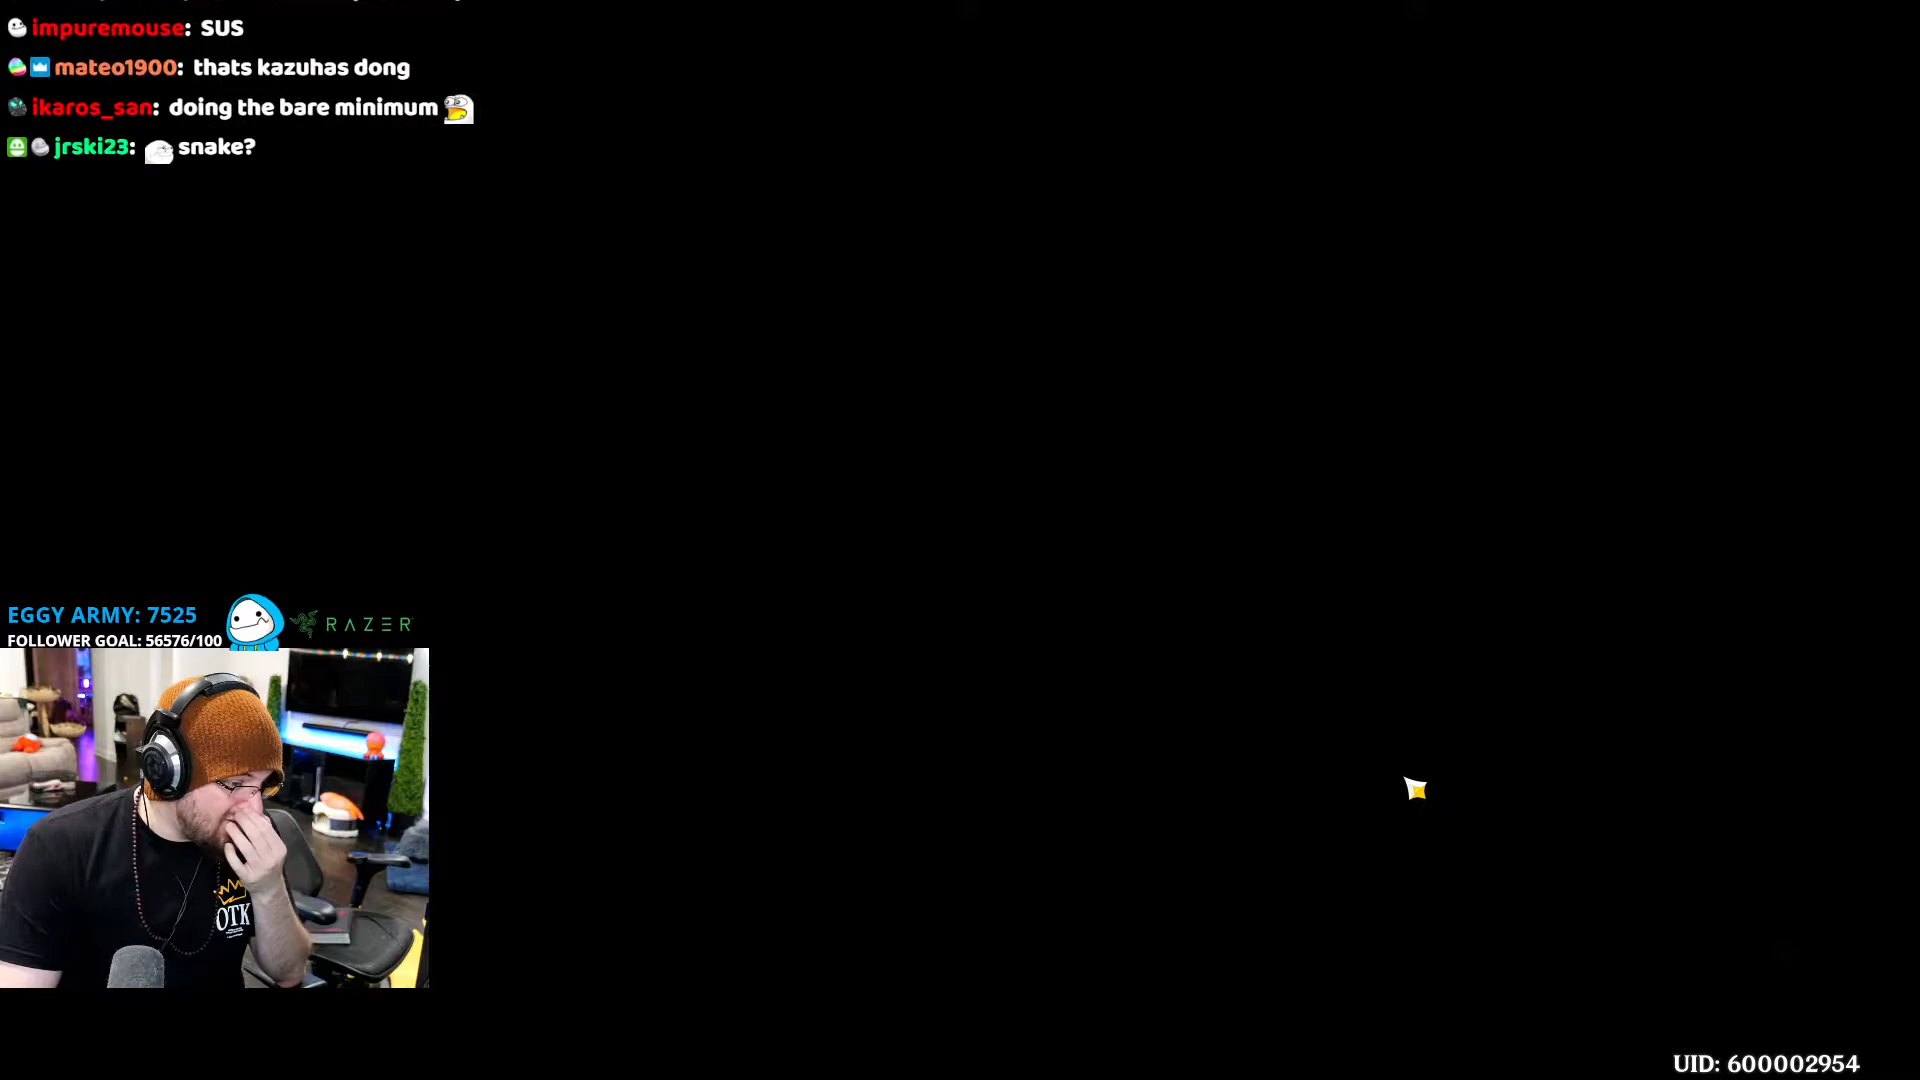 impuremouse: SUS
mateo1900: thats kazuhas dong
ikaros_san: doing the bare minimum
jrski23: snake?
EGGY ARMY: 7525
RAZER
FOLLOWER GOAL: 56576/100
OTK
UID: 600002954